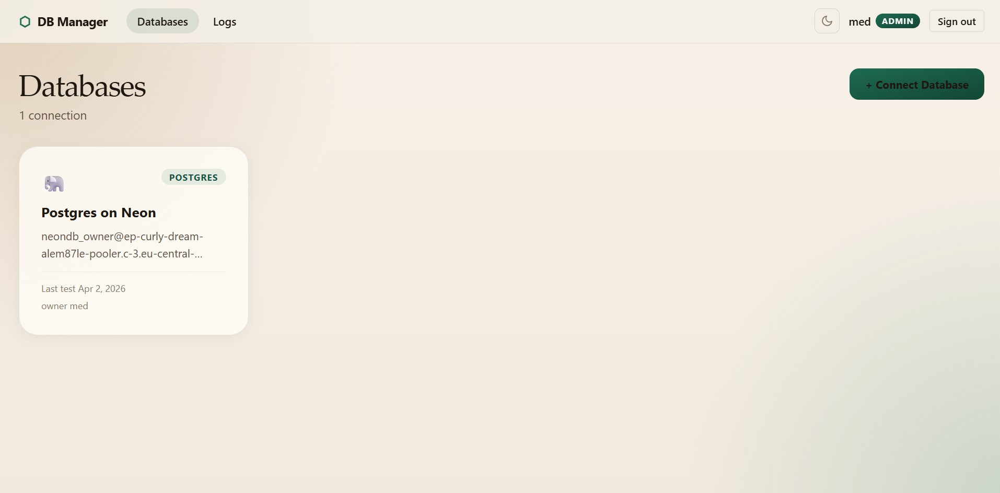 DB Manager
Databases
Logs
med
ADMIN
Sign out
Databases
1 connection
+ Connect Database
POSTGRES
Postgres on Neon
neondb_owner@ep-curly-dream-
alem87le-pooler.c-3.eu-central-...
Last test Apr 2, 2026
owner med